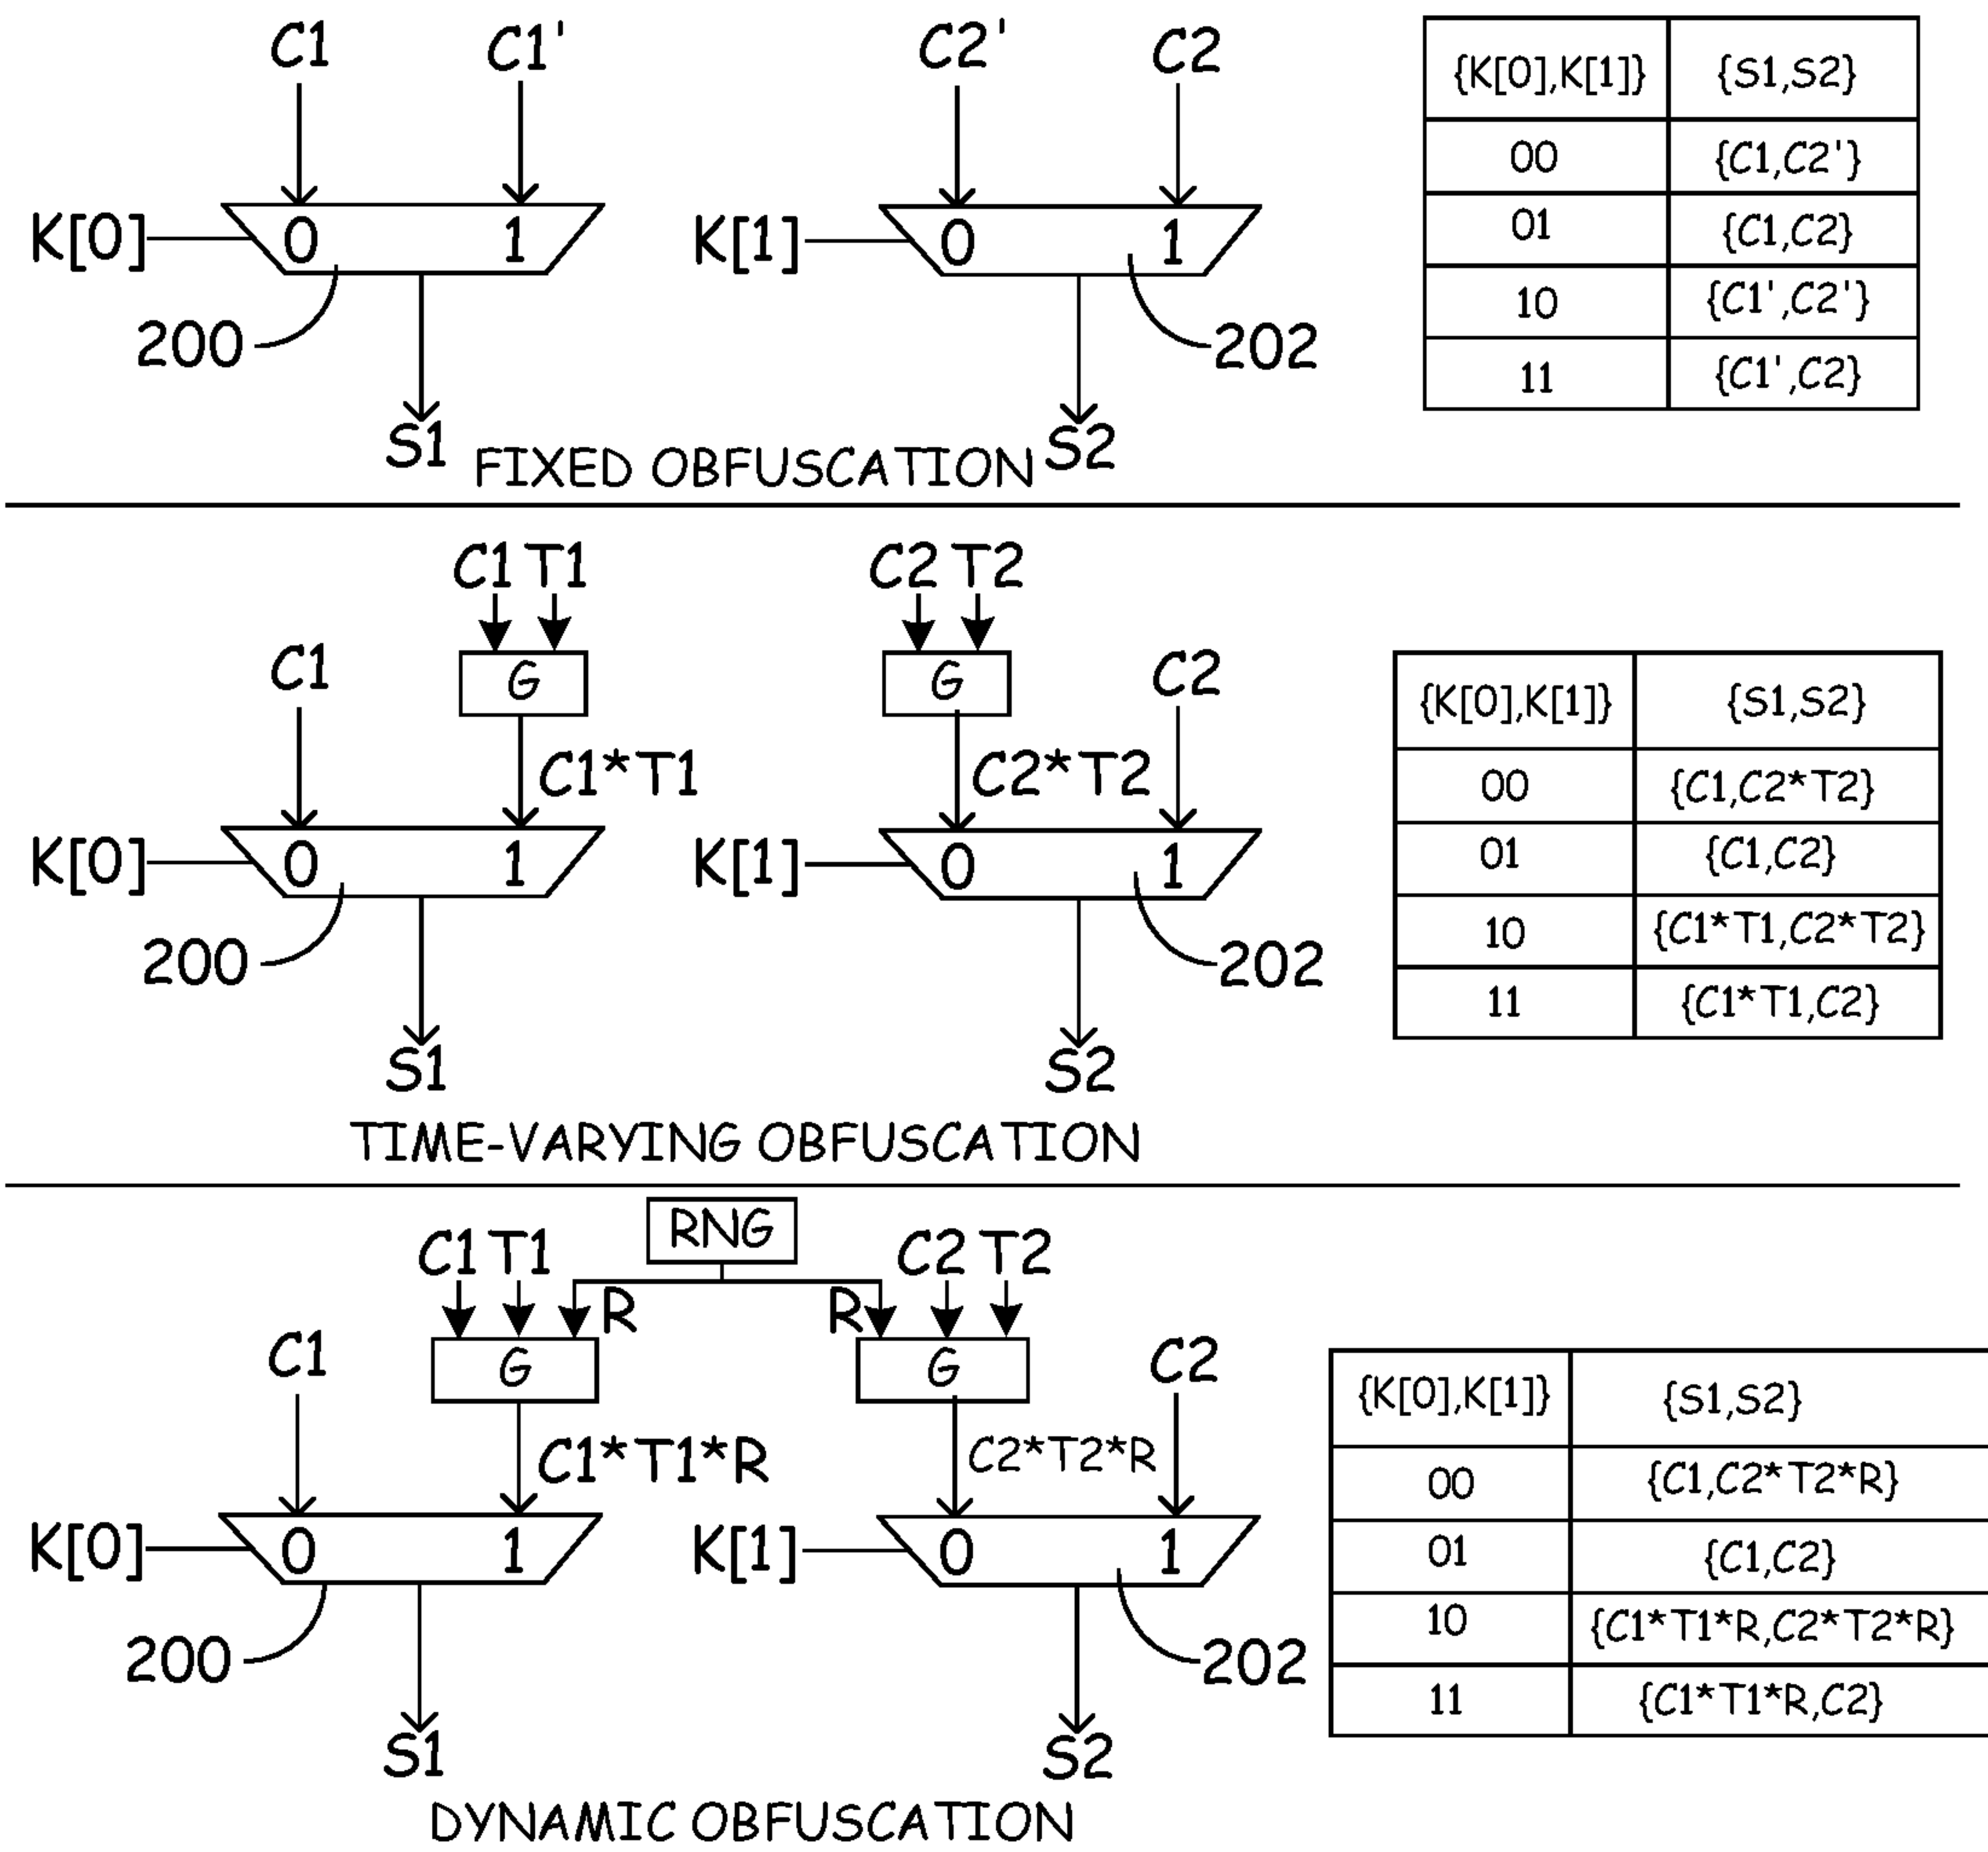 C1 C1' C2' C2
K[0] 0 1 K[1] 0 1
200 202
S1 S2
FIXED OBFUSCATION
{K[0],K[1]} {S1,S2}
00 {C1,C2'}
01 {C1,C2}
10 {C1',C2'}
11 {C1',C2}
C1 T1 C2 T2
C1 G G C2
C1*T1 C2*T2
K[0] 0 1 K[1] 0 1
200 202
S1 S2
TIME-VARYING OBFUSCATION
{K[0],K[1]} {S1,S2}
00 {C1,C2*T2}
01 {C1,C2}
10 {C1*T1,C2*T2}
11 {C1*T1,C2}
RNG
C1 T1 R R C2 T2
C1 G G C2
C1*T1*R C2*T2*R
K[0] 0 1 K[1] 0 1
200 202
S1 S2
DYNAMIC OBFUSCATION
{K[0],K[1]} {S1,S2}
00 {C1,C2*T2*R}
01 {C1,C2}
10 {C1*T1*R,C2*T2*R}
11 {C1*T1*R,C2}